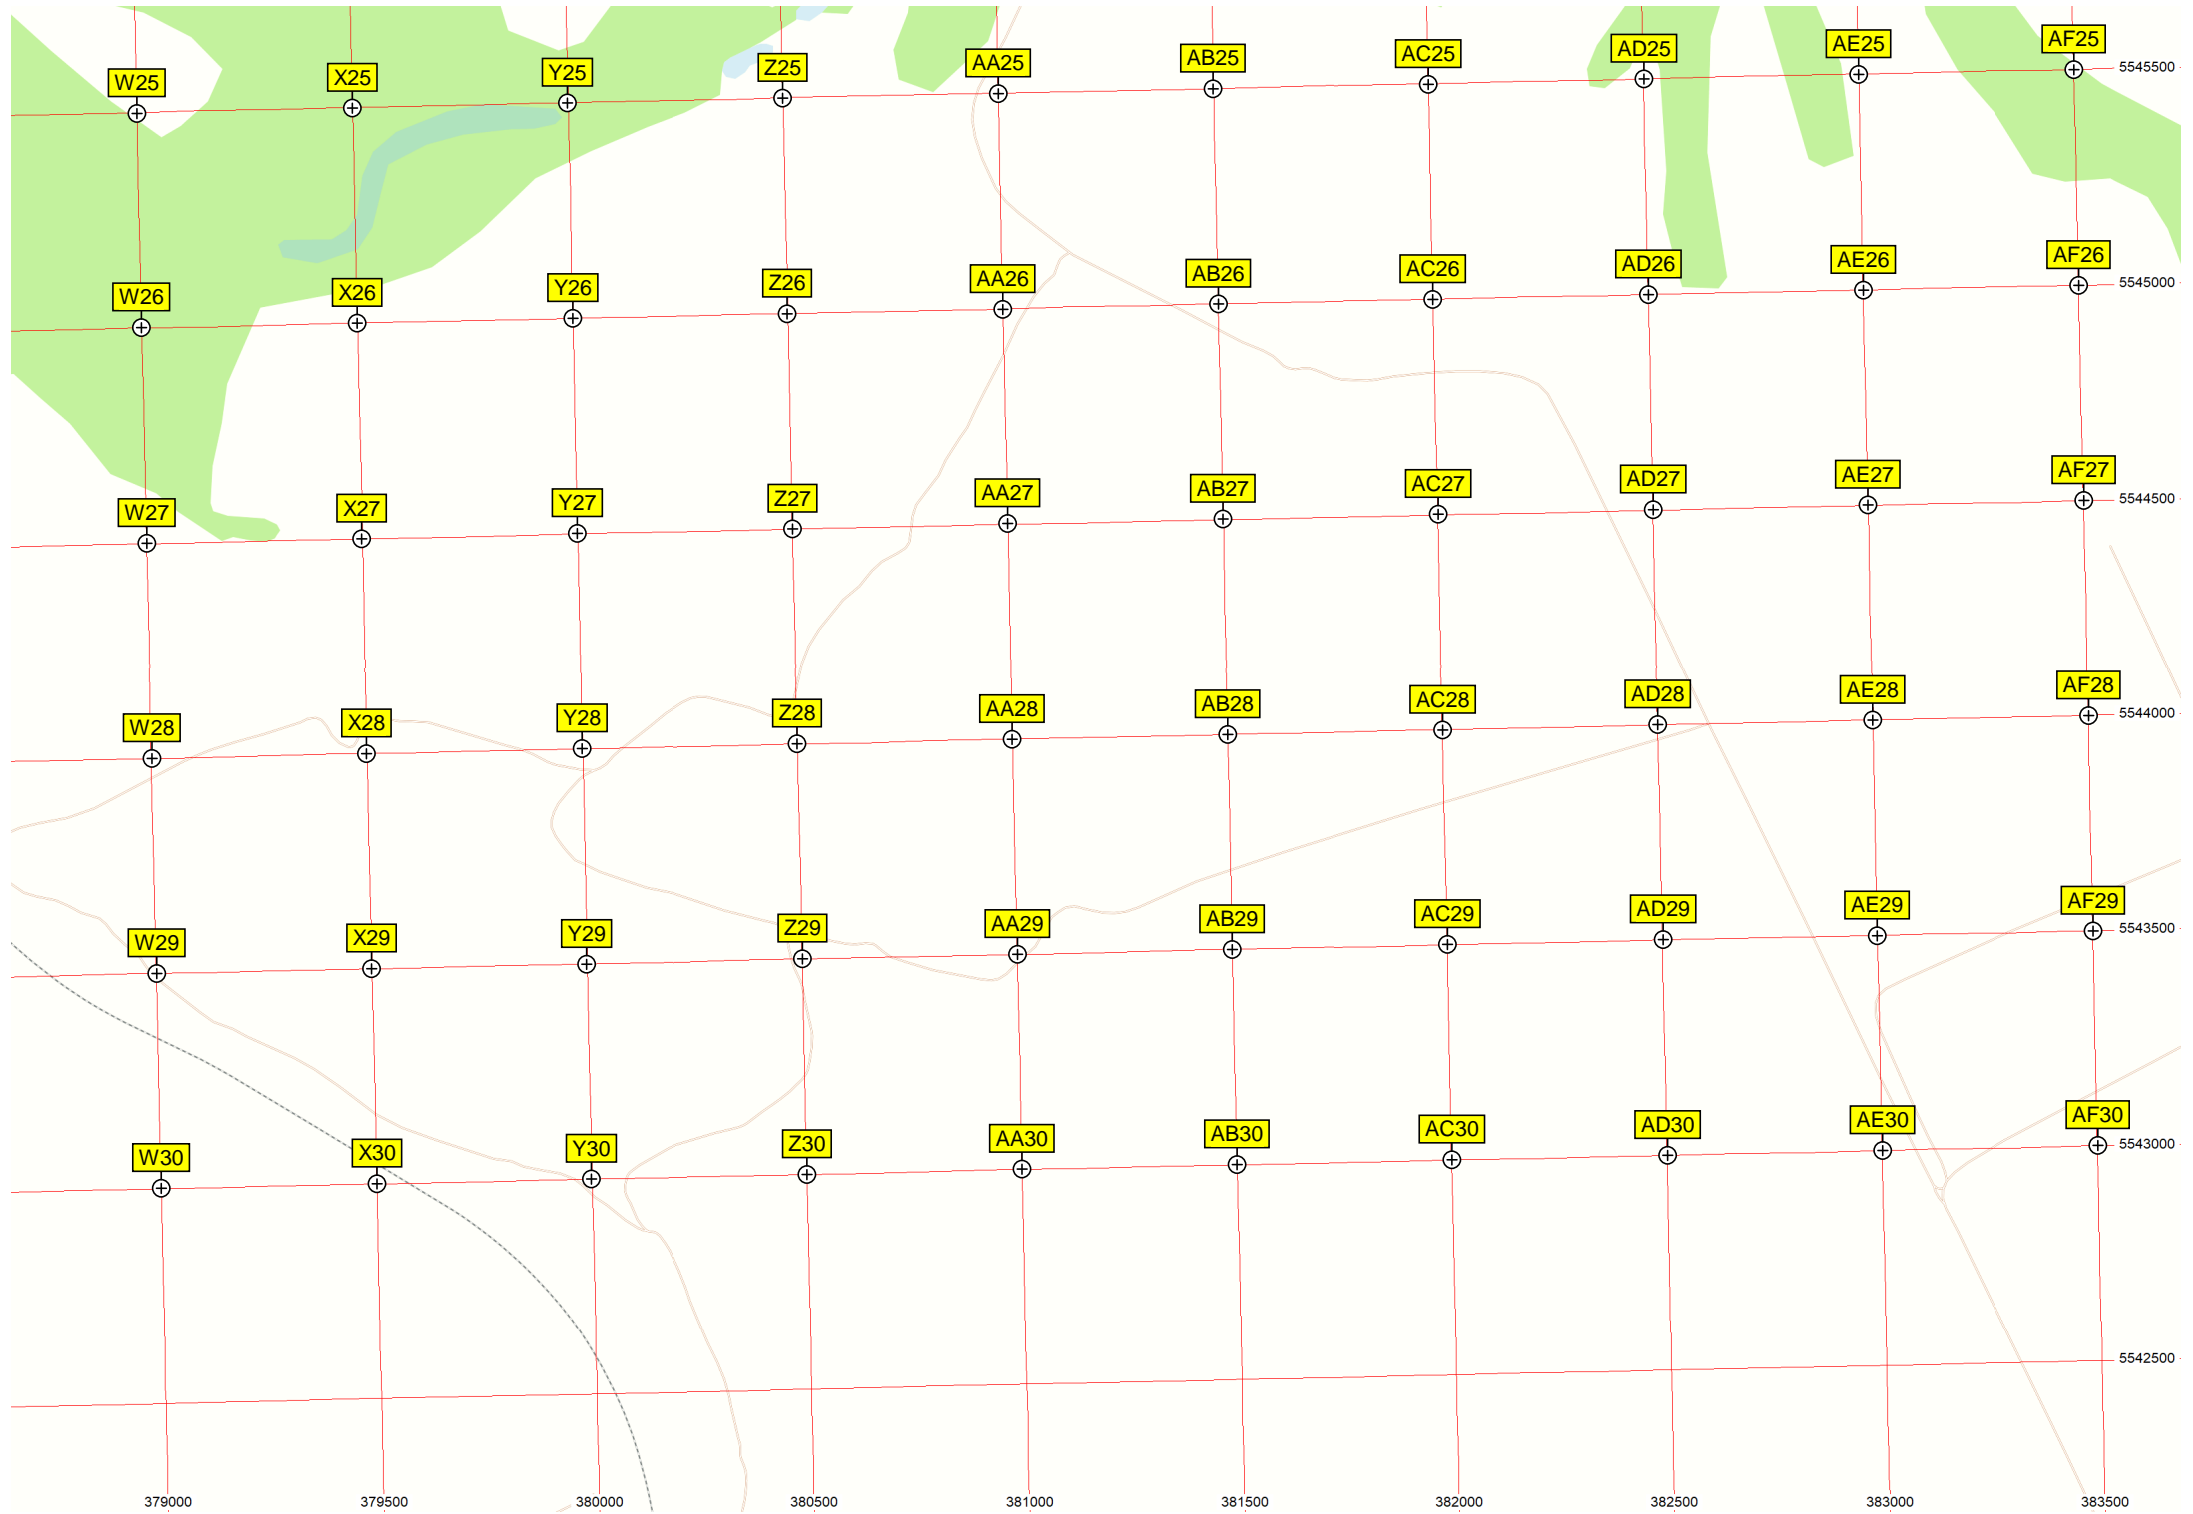 W25 X25 Y25 Z25 AA25 AB25 AC25 AD25 AE25 AF25
5545500
W26 X26 Y26 Z26 AA26 AB26 AC26 AD26 AE26 AF26
5545000
W27 X27 Y27 Z27 AA27 AB27 AC27 AD27 AE27 AF27
5544500
W28 X28 Y28 Z28 AA28 AB28 AC28 AD28 AE28 AF28
5544000
W29 X29 Y29 Z29 AA29 AB29 AC29 AD29 AE29 AF29
5543500
W30 X30 Y30 Z30 AA30 AB30 AC30 AD30 AE30 AF30
5543000
5542500
379000 379500 380000 380500 381000 381500 382000 382500 383000 383500